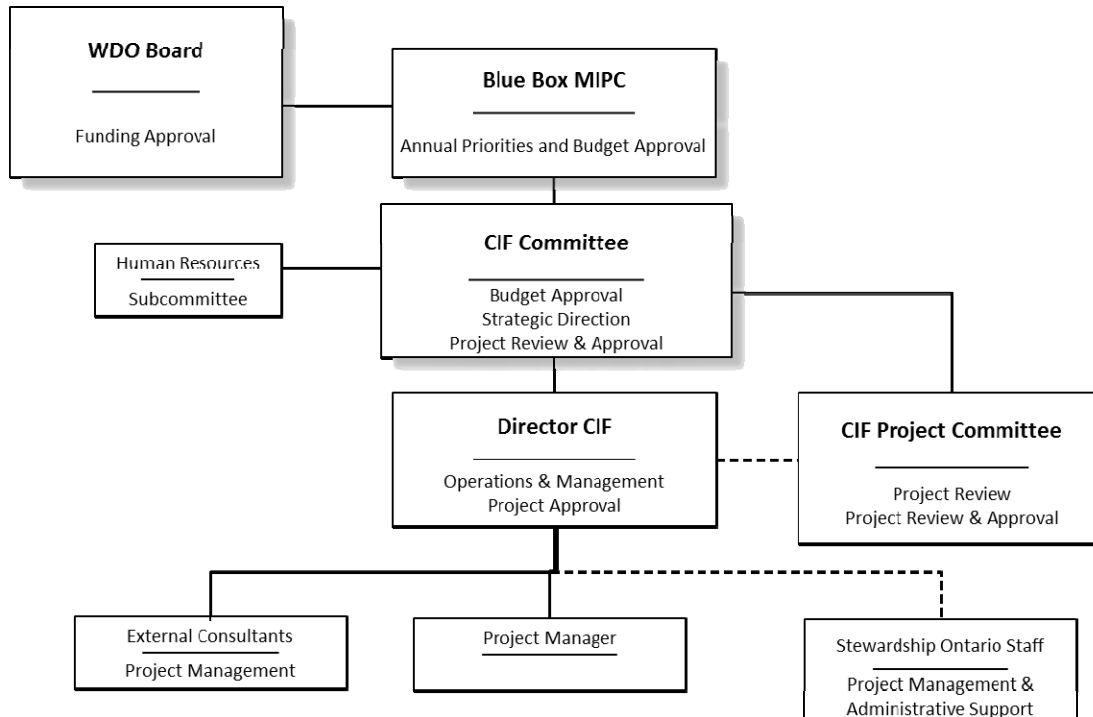 WDO Board
Funding Approval
Blue Box MIPC
Annual Priorities and Budget Approval
Human Resources
Subcommittee
CIF Committee
Budget Approval
Strategic Direction
Project Review & Approval
Director CIF
Operations & Management
Project Approval
CIF Project Committee
Project Review
Project Review & Approval
External Consultants
Project Management
Project Manager
Stewardship Ontario Staff
Project Management &
Administrative Support